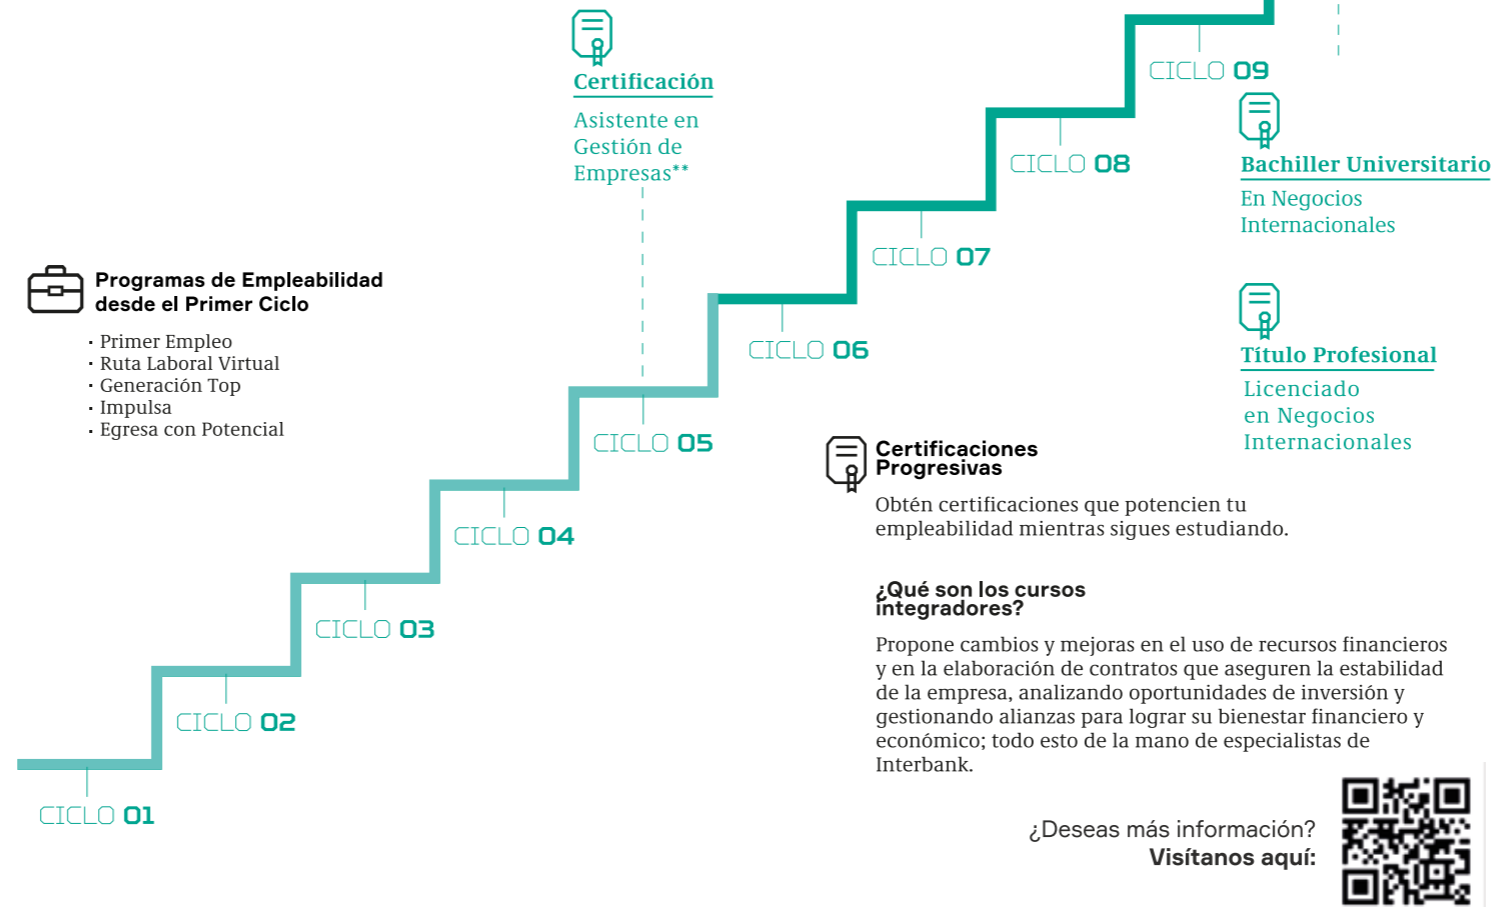 Certificación
Asistente en
Gestión de
Empresas**
CICLO 09
CICLO 08
Bachiller Universitario
En Negocios
Internacionales
CICLO 07
Programas de Empleabilidad
desde el Primer Ciclo
· Primer Empleo
· Ruta Laboral Virtual
· Generación Top
· Impulsa
· Egresa con Potencial
CICLO 06
Título Profesional
Licenciado
en Negocios
Internacionales
CICLO 05
Certificaciones
Progresivas
Obtén certificaciones que potencien tu
empleabilidad mientras sigues estudiando.
CICLO 04
¿Qué son los cursos
integradores?
Propone cambios y mejoras en el uso de recursos financieros
y en la elaboración de contratos que aseguren la estabilidad
de la empresa, analizando oportunidades de inversión y
gestionando alianzas para lograr su bienestar financiero y
económico; todo esto de la mano de especialistas de
Interbank.
CICLO 03
CICLO 02
CICLO 01
¿Deseas más información?
Visítanos aquí: